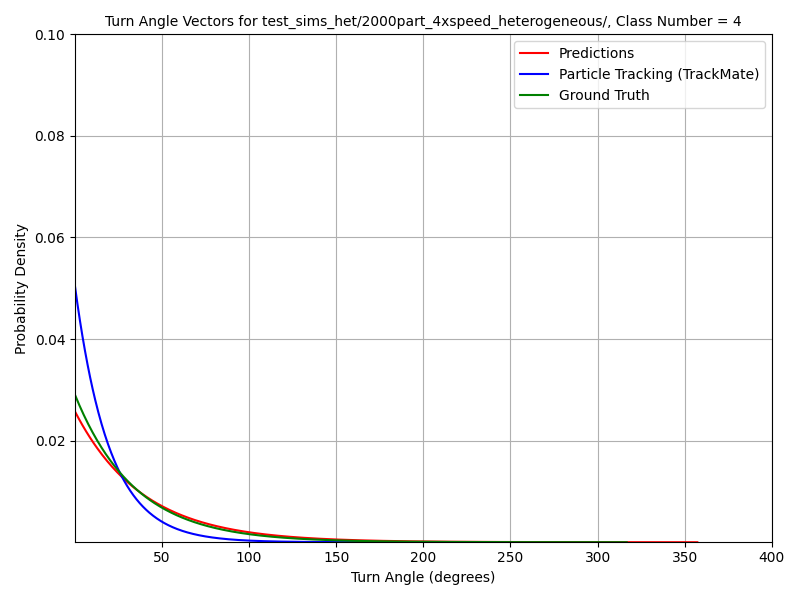 Turn Angle Vectors for test_sims_het/2000part_4xspeed_heterogeneous/, Class Number = 4
Predictions
Particle Tracking (TrackMate)
Ground Truth
0.10
0.08
0.06
0.04
0.02
Probability Density
50 100 150 200 250 300 350 400
Turn Angle (degrees)